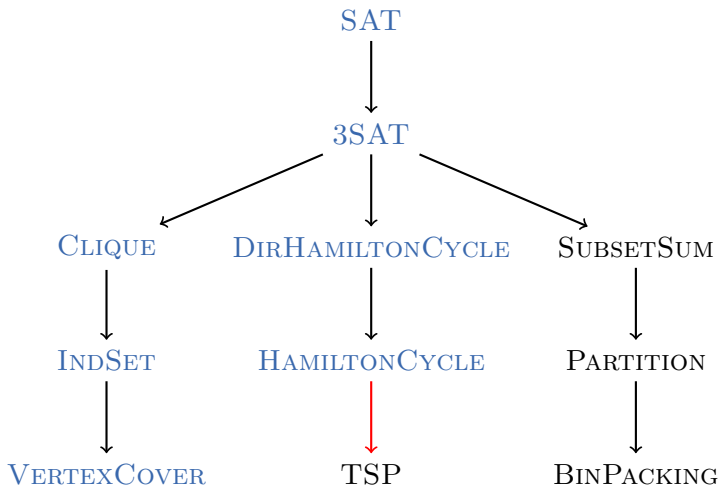 SAT
3SAT
CLIQUE DIRHAMILTONCYCLE SUBSETSUM
INDSET HAMILTONCYCLE PARTITION
VERTEXCOVER TSP BINPACKING